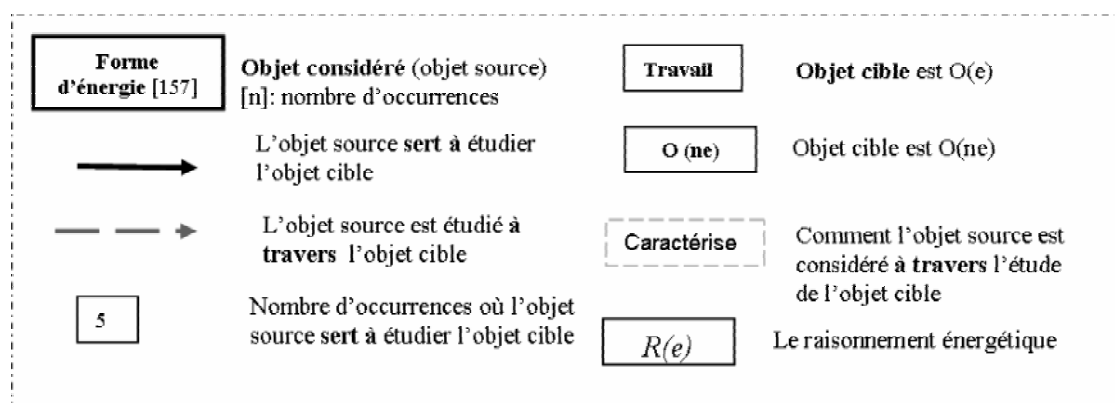 Forme
d'énergie [157]
Objet considéré (objet source)
[n]: nombre d'occurrences
L'objet source sert à étudier
l'objet cible
L'objet source est étudié à
travers l'objet cible
5
Nombre d'occurrences où l'objet
source sert à étudier l'objet cible
Travail
Objet cible est O(e)
O (ne)
Objet cible est O(ne)
Caractérise
Comment l'objet source est
considéré à travers l'étude
de l'objet cible
R(e)
Le raisonnement énergétique